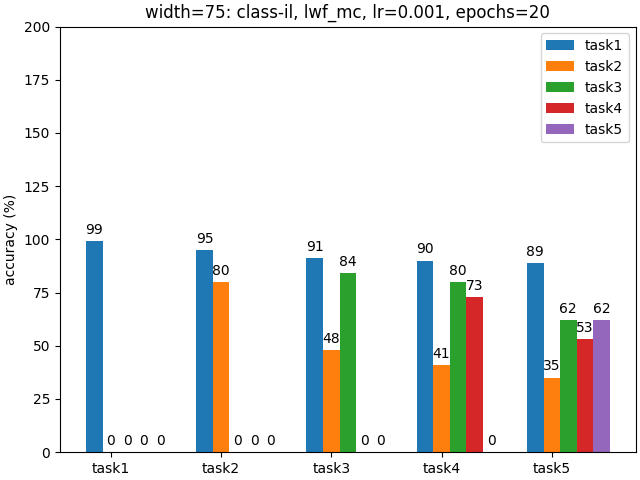 width=75: class-il, lwf_mc, lr=0.001, epochs=20
accuracy (%)
200
175
150
125
100
75
50
25
0
task1
task2
task3
task4
task5
99
0 0 0 0
95
80
0 0 0
91
48
84
0 0
90
41
80
73
0
89
35
62
53
62
task1 task2 task3 task4 task5